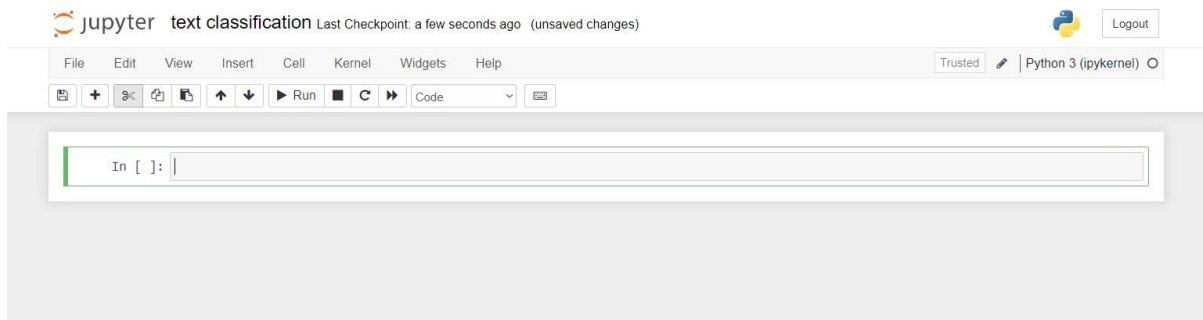 jupyter text classification Last Checkpoint: a few seconds ago (unsaved changes)
Logout
File Edit View Insert Cell Kernel Widgets Help
Trusted Python 3 (ipykernel)
Run Code
In [ ]: